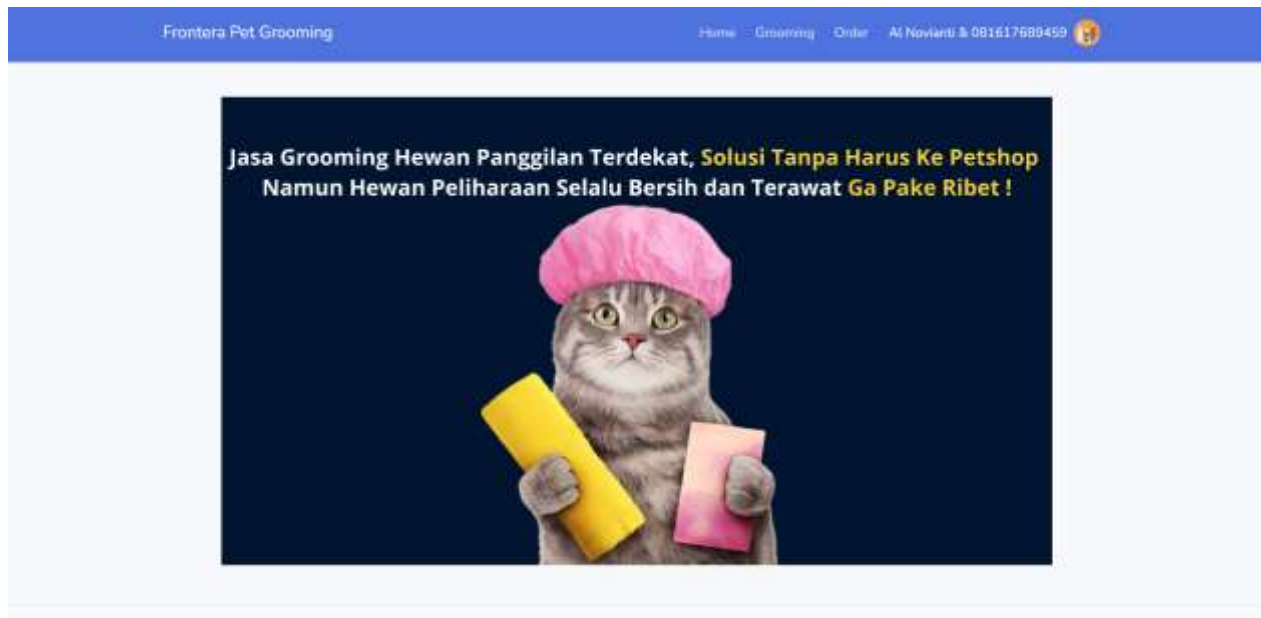 Frontera Pet Grooming
Home Grooming Order Al Novianti & 081617689459
Jasa Grooming Hewan Panggilan Terdekat, Solusi Tanpa Harus Ke Petshop
Namun Hewan Peliharaan Selalu Bersih dan Terawat Ga Pake Ribet !